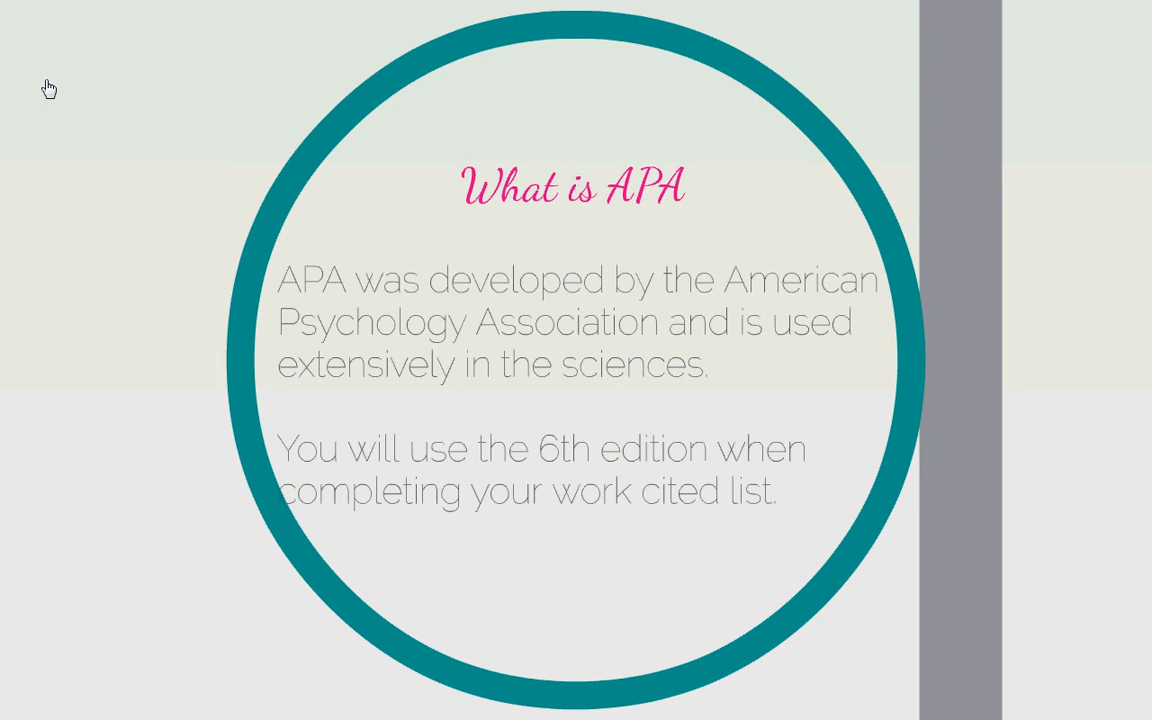 What is APA
APA was developed by the American
Psychology Association and is used
extensively in the sciences.
You will use the 6th edition when
completing your work cited list.